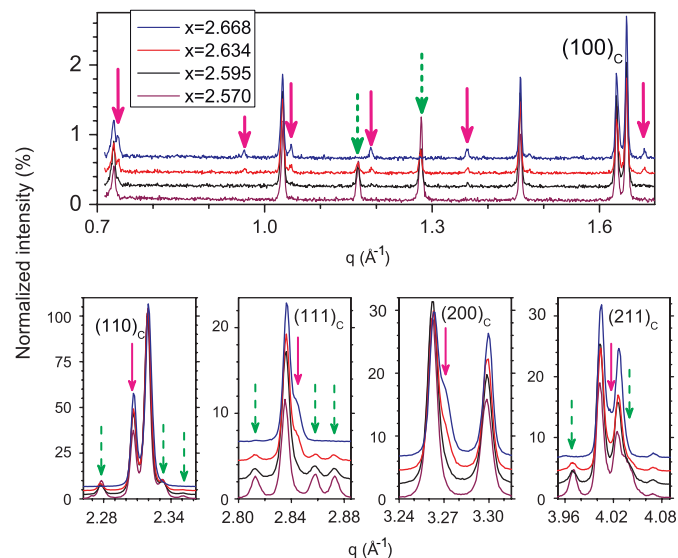 x=2.668
x=2.634
x=2.595
x=2.570
(100)C
2
1
0
0.7 1.0 1.3 1.6
q (Å-1)
Normalized intensity (%)
(110)C
100
75
50
25
0
2.28 2.34
(111)C
20
10
0
2.80 2.84 2.88
(200)C
30
20
10
0
3.24 3.27 3.30
(211)C
30
20
10
0
3.96 4.02 4.08
q (Å-1)